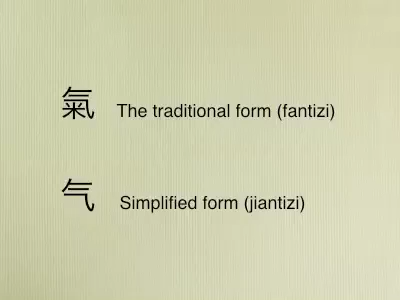 氣 The traditional form (fantizi)
气 Simplified form (jiantizi)